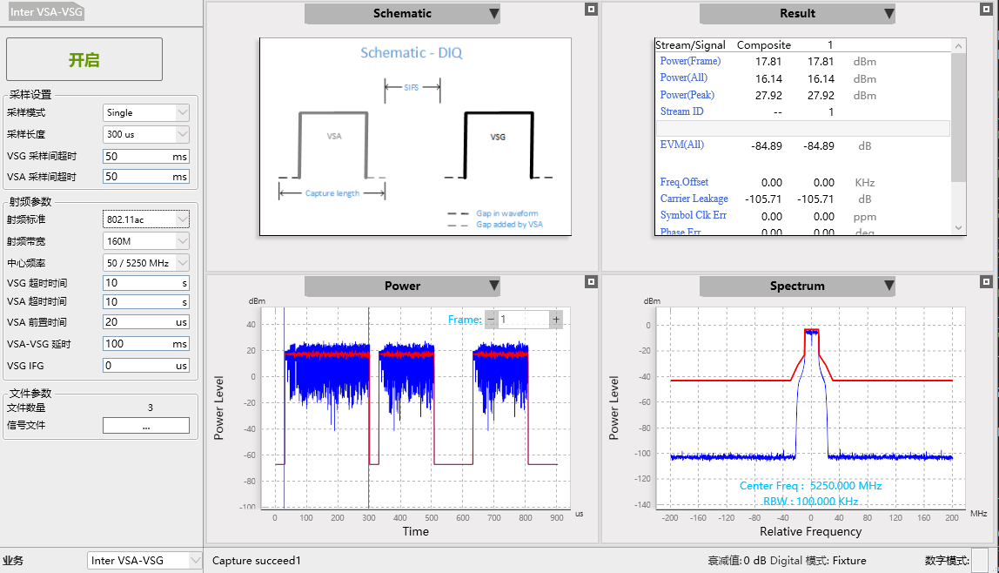 Inter VSA-VSG
开启
采样设置
采样模式 Single
采样长度 300 us
VSG 采样间超时 50 ms
VSA 采样间超时 50 ms
射频参数
射频标准 802.11ac
射频带宽 160M
中心频率 50 / 5250 MHz
VSG 超时时间 10 s
VSA 超时时间 10 s
VSA 前置时间 20 us
VSA-VSG 延时 100 ms
VSG IFG 0 us
文件参数
文件数量 3
信号文件 ...
业务 Inter VSA-VSG
Schematic
Schematic - DIQ
SIFS
VSA
VSG
Capture length
Gap in waveform
Gap added by VSA
Result
Stream/Signal Composite 1
Power(Frame) 17.81 17.81 dBm
Power(All) 16.14 16.14 dBm
Power(Peak) 27.92 27.92 dBm
Stream ID -- 1
EVM(All) -84.89 -84.89 dB
Freq.Offset 0.00 0.00 KHz
Carrier Leakage -105.71 -105.71 dB
Symbol Clk Err 0.00 0.00 ppm
Phase Err 0.00 0.00 deg
Power
dBm
Frame: − 1 +
40
20
0
-20
-40
-60
-80
-100
Power Level
0 100 200 300 400 500 600 700 800 900 us
Time
Spectrum
dBm
0
-20
-40
-60
-80
-100
-120
-140
Power Level
Center Freq : 5250.000 MHz
RBW : 100.000 KHz
-200 -160 -120 -80 -40 0 40 80 120 160 200 MHz
Relative Frequency
Capture succeed1
衰减值: 0 dB Digital 模式: Fixture
数字模式: